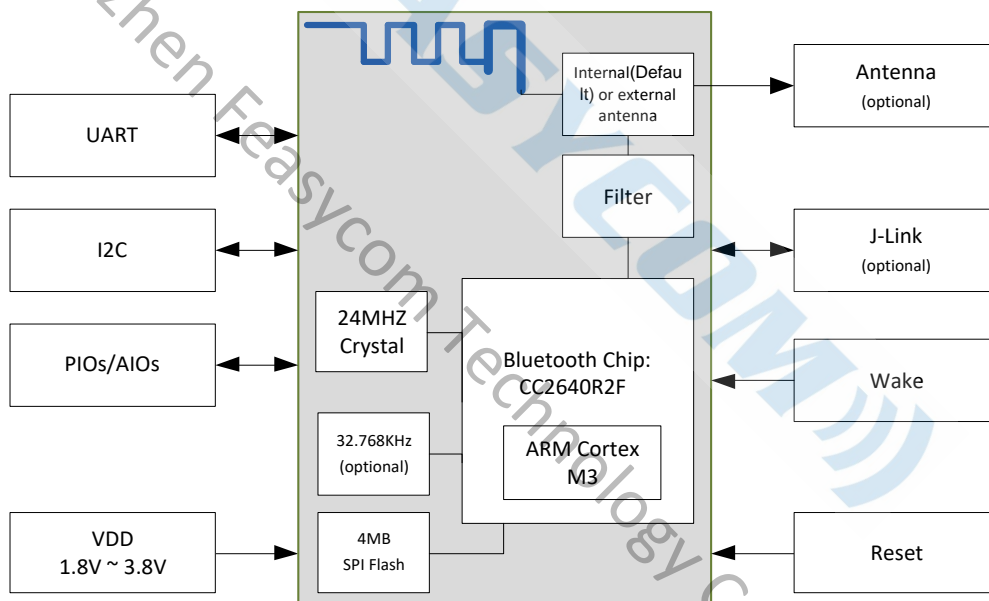 UART
I2C
PIOs/AIOs
VDD
1.8V ~ 3.8V
Internal(Defau
lt) or external
antenna
Filter
24MHZ
Crystal
32.768KHz
(optional)
4MB
SPI Flash
Bluetooth Chip:
CC2640R2F
ARM Cortex
M3
Antenna
(optional)
J-Link
(optional)
Wake
Reset
zhen Feasycom Technology C
ASYCOM